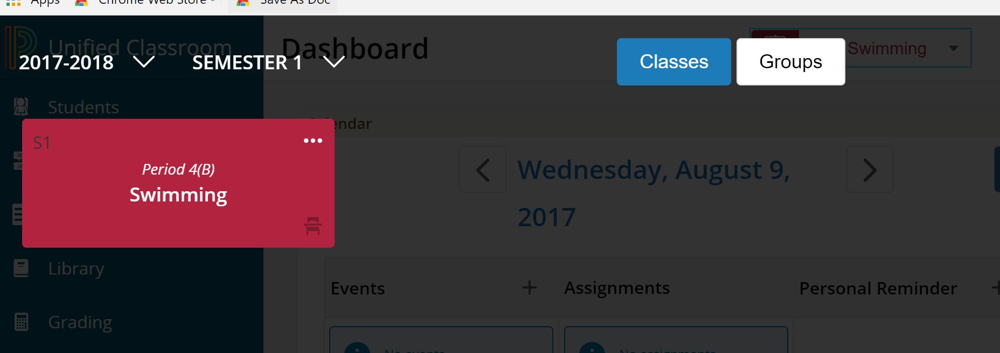 Apps Chrome Web Store - Save As Doc
Unified Classroom
Dashboard
Swimming
2017-2018 SEMESTER 1
Classes Groups
Students
endar
S1
Period 4(B)
Swimming
Wednesday, August 9,
2017
Library
Events + Assignments Personal Reminder +
Grading
No events
No assignments